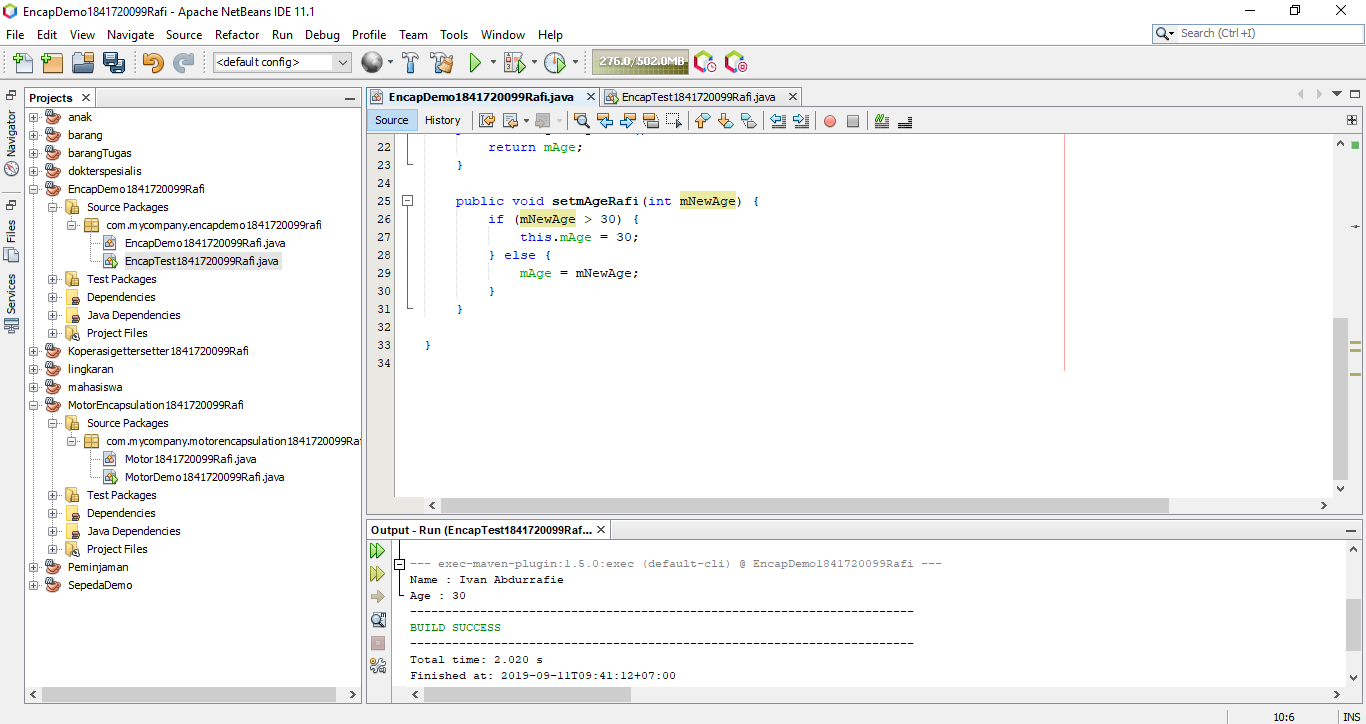 EncapDemo1841720099Rafi - Apache NetBeans IDE 11.1
File Edit View Navigate Source Refactor Run Debug Profile Team Tools Window Help
Search (Ctrl+I)
<default config>
276.0/502.0MB
Projects
Navigator
Files
Services
anak
barang
barangTugas
dokterspesialis
EncapDemo1841720099Rafi
Source Packages
com.mycompany.encapdemo1841720099rafi
EncapDemo1841720099Rafi.java
EncapTest1841720099Rafi.java
Test Packages
Dependencies
Java Dependencies
Project Files
Koperasigettersetter1841720099Rafi
lingkaran
mahasiswa
MotorEncapsulation1841720099Rafi
Source Packages
com.mycompany.motorencapsulation1841720099Ra
Motor1841720099Rafi.java
MotorDemo1841720099Rafi.java
Test Packages
Dependencies
Java Dependencies
Project Files
Peminjaman
SepedaDemo
EncapDemo1841720099Rafi.java EncapTest1841720099Rafi.java
Source History
22 return mAge;
23 }
24
25 public void setmAgeRafi(int mNewAge) {
26 if (mNewAge > 30) {
27 this.mAge = 30;
28 } else {
29 mAge = mNewAge;
30 }
31 }
32
33 }
34
Output - Run (EncapTest1841720099Raf...
--- exec-maven-plugin:1.5.0:exec (default-cli) @ EncapDemo1841720099Rafi ---
Name : Ivan Abdurrafie
Age : 30
------------------------------------------------------------------------
BUILD SUCCESS
------------------------------------------------------------------------
Total time: 2.020 s
Finished at: 2019-09-11T09:41:12+07:00
10:6 INS